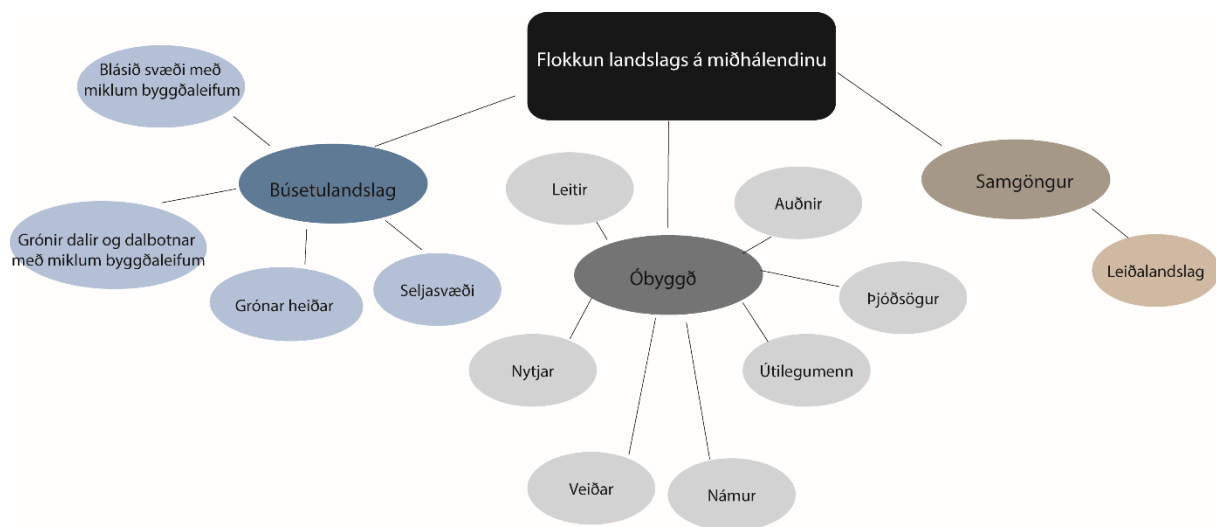 Flokkun landslags á miðhálendinu
Blásið svæði með
miklum byggðaleifum
Búsetulandslag
Grónir dalir og dalbotnar
með miklum byggðaleifum
Grónar heiðar
Seljasvæði
Leitir
Auðnir
Óbyggð
Þjóðsögur
Nytjar
Útilegumenn
Veiðar
Námur
Samgöngur
Leiðalandslag